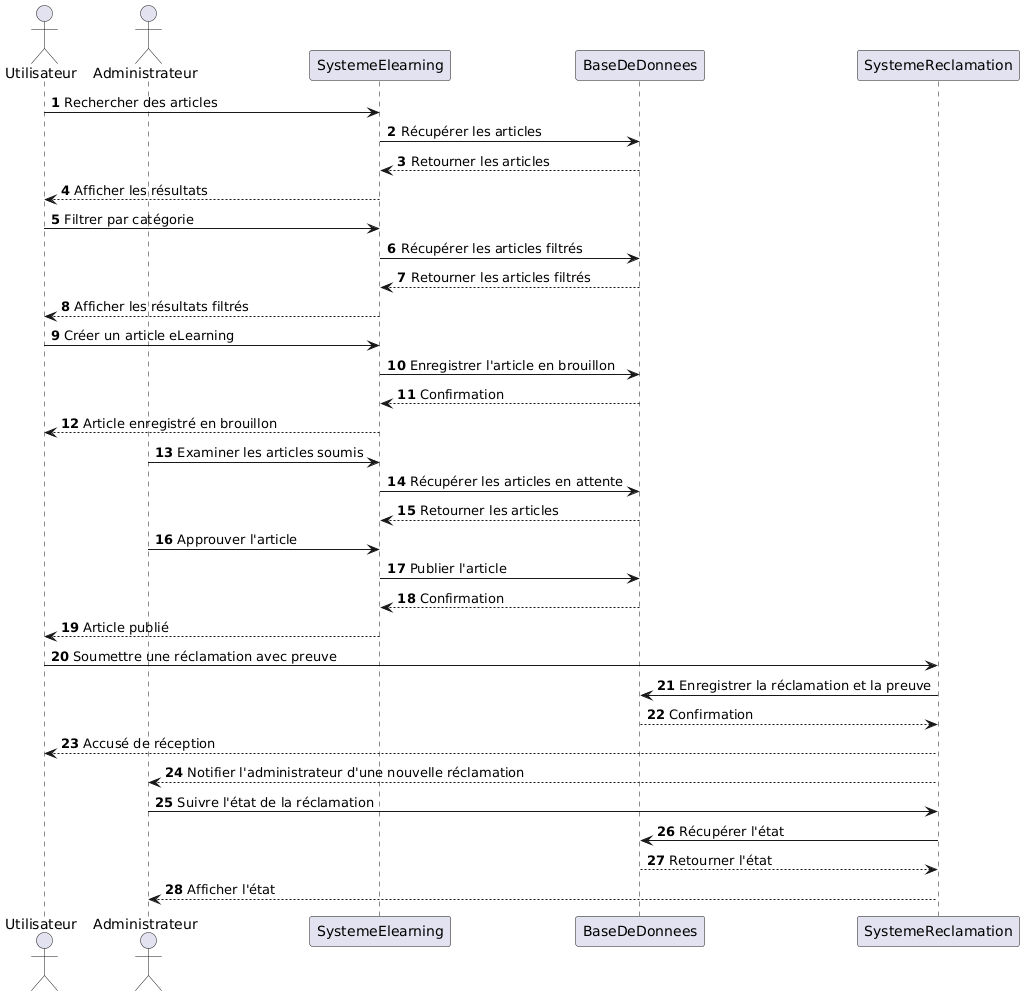 Utilisateur
Administrateur
SystemeElearning
BaseDeDonnees
SystemeReclamation
1 Rechercher des articles
2 Récupérer les articles
3 Retourner les articles
4 Afficher les résultats
5 Filtrer par catégorie
6 Récupérer les articles filtrés
7 Retourner les articles filtrés
8 Afficher les résultats filtrés
9 Créer un article eLearning
10 Enregistrer l'article en brouillon
11 Confirmation
12 Article enregistré en brouillon
13 Examiner les articles soumis
14 Récupérer les articles en attente
15 Retourner les articles
16 Approuver l'article
17 Publier l'article
18 Confirmation
19 Article publié
20 Soumettre une réclamation avec preuve
21 Enregistrer la réclamation et la preuve
22 Confirmation
23 Accusé de réception
24 Notifier l'administrateur d'une nouvelle réclamation
25 Suivre l'état de la réclamation
26 Récupérer l'état
27 Retourner l'état
28 Afficher l'état
Utilisateur
Administrateur
SystemeElearning
BaseDeDonnees
SystemeReclamation